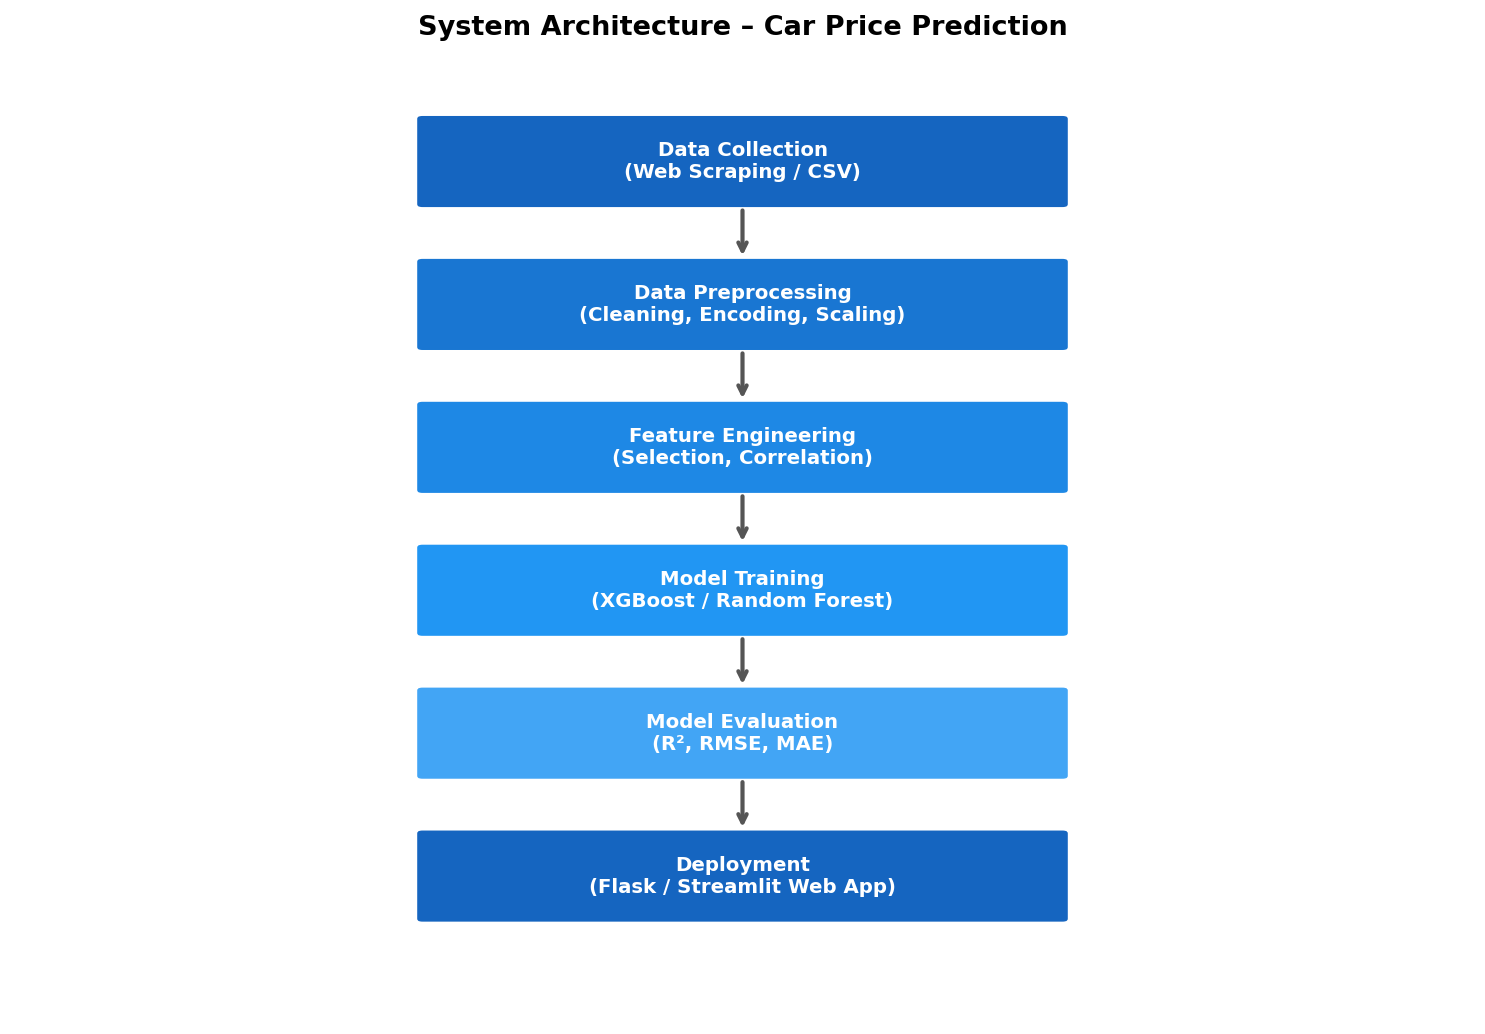 System Architecture – Car Price Prediction
Data Collection
(Web Scraping / CSV)
Data Preprocessing
(Cleaning, Encoding, Scaling)
Feature Engineering
(Selection, Correlation)
Model Training
(XGBoost / Random Forest)
Model Evaluation
(R², RMSE, MAE)
Deployment
(Flask / Streamlit Web App)